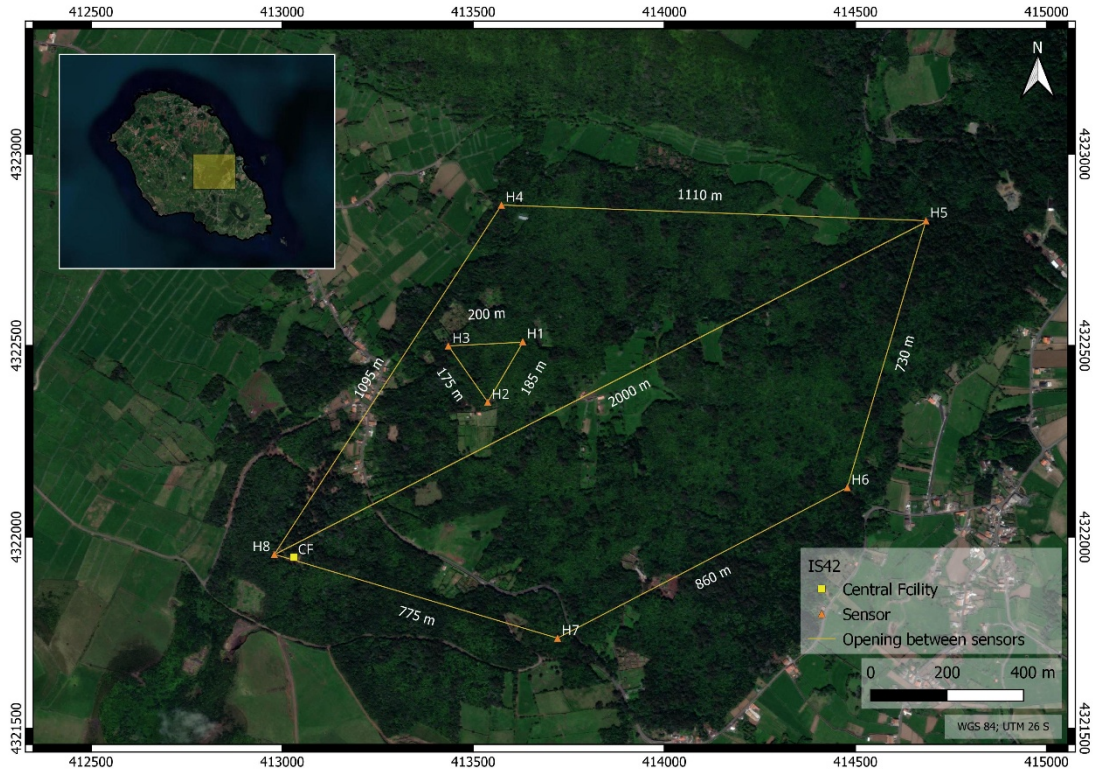 412500 413000 413500 414000 414500 415000
N
4323000
4323000
H4
1110 m
H5
200 m
H3
H1
4322500
4322500
1095 m
175 m
H2
185 m
2000 m
730 m
H6
4322000
4322000
H8
CF
775 m
H7
860 m
IS42
Central Fcility
Sensor
Opening between sensors
0 200 400 m
WGS 84; UTM 26 S
4321500
4321500
412500 413000 413500 414000 414500 415000